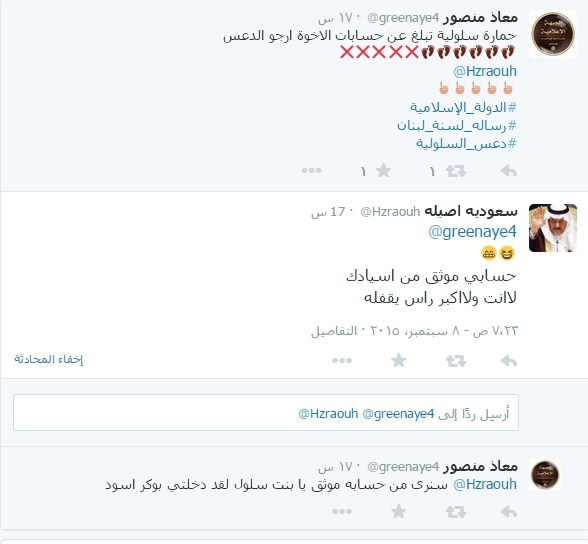 معاذ منصور @greenaye4 · ١٧ س
حمارة سلولية تبلغ عن حسابات الاخوة ارجو الدعس
👣👣👣👣👣👣❌❌❌❌❌
@Hzraouh
☝☝☝☝☝
#الدولة_الإسلامية
#رساله_لسنة_لبنان
#دعس_السلولية
١ ١
سعوديه اصيله @Hzraouh · 17 س
@greenaye4
😆😁
حسابي موثق من اسيادك
لاانت ولااكبر راس يقفله
٧،٢٣ ص - ٨ سبتمبر، ٢٠١٥ · التفاصيل
إخفاء المحادثة
أرسل ردًا إلى @greenaye4 @Hzraouh
معاذ منصور @greenaye4 · ١٧ س
@Hzraouh سنرى من حسابه موثق يا بنت سلول لقد دخلتي بوكر اسود